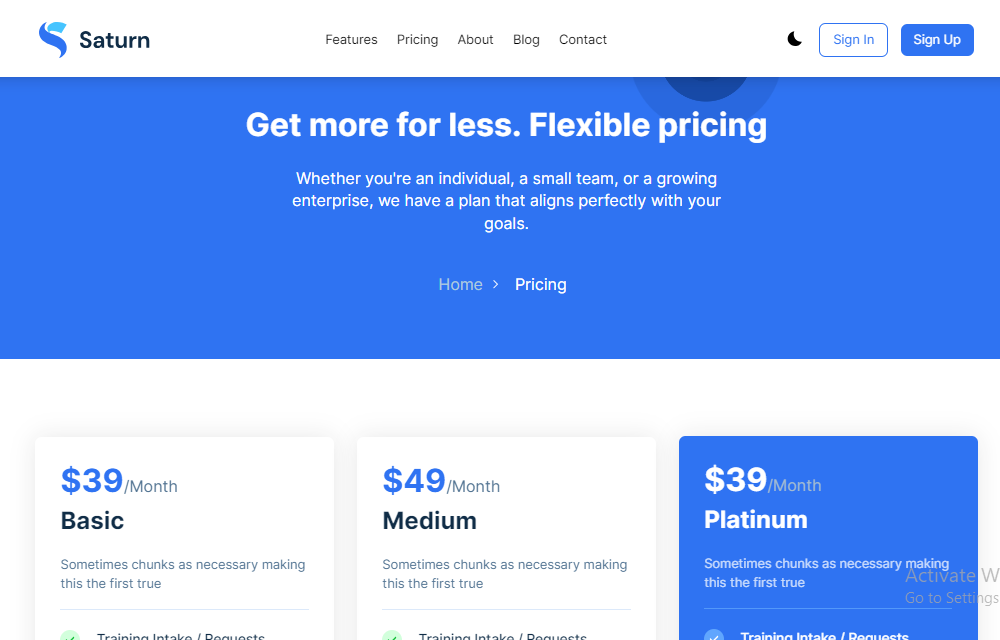 Saturn
Features Pricing About Blog Contact
Sign In
Sign Up
Get more for less. Flexible pricing
Whether you're an individual, a small team, or a growing
enterprise, we have a plan that aligns perfectly with your
goals.
Home > Pricing
$39/Month
Basic
Sometimes chunks as necessary making
this the first true
Training Intake / Requests
$49/Month
Medium
Sometimes chunks as necessary making
this the first true
Training Intake / Requests
$39/Month
Platinum
Sometimes chunks as necessary making
this the first true
Training Intake / Requests
Activate W
Go to Settings